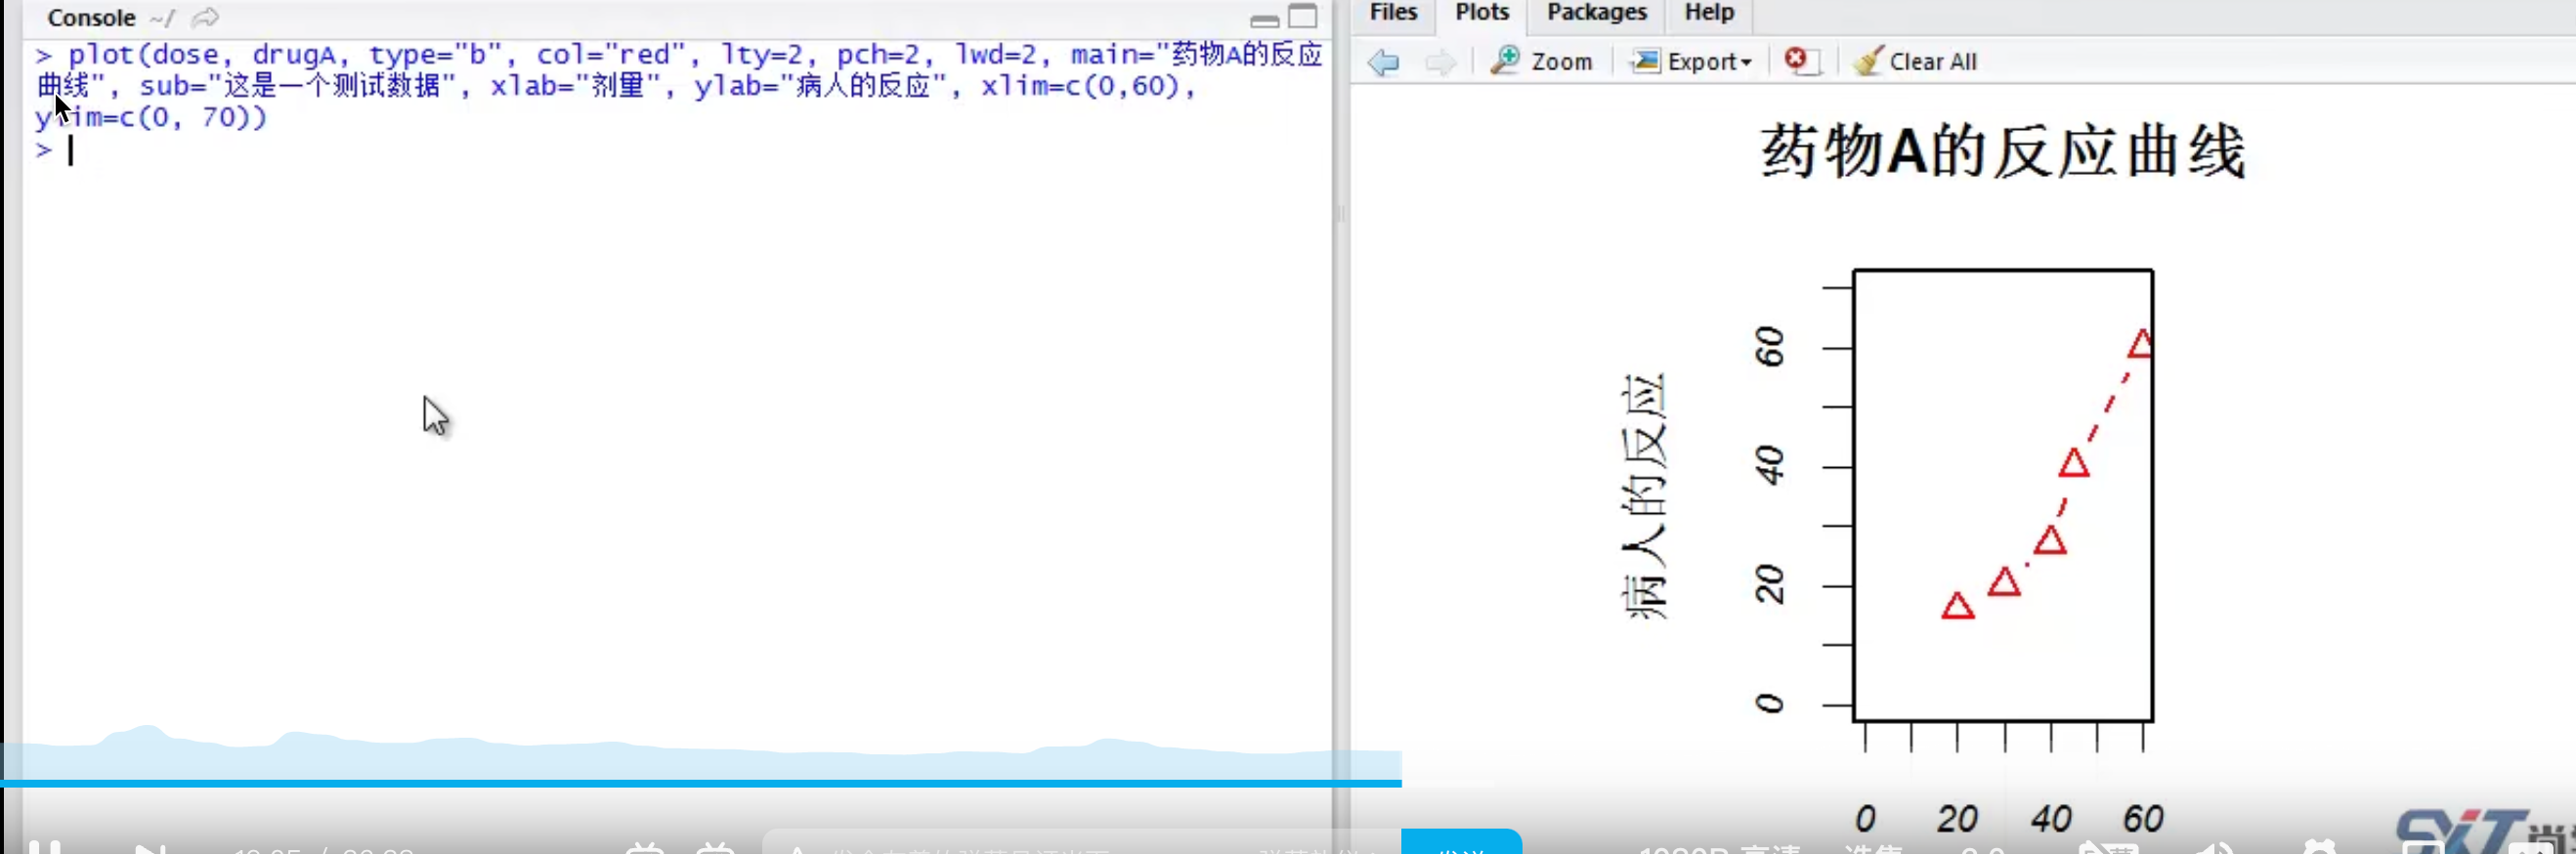 Console ~/
> plot(dose, drugA, type="b", col="red", lty=2, pch=2, lwd=2, main="药物A的反应
曲线", sub="这是一个测试数据", xlab="剂量", ylab="病人的反应", xlim=c(0,60),
ylim=c(0, 70))
>
Files Plots Packages Help
Zoom Export Clear All
药物A的反应曲线
病人的反应
60
40
20
0
0 20 40 60